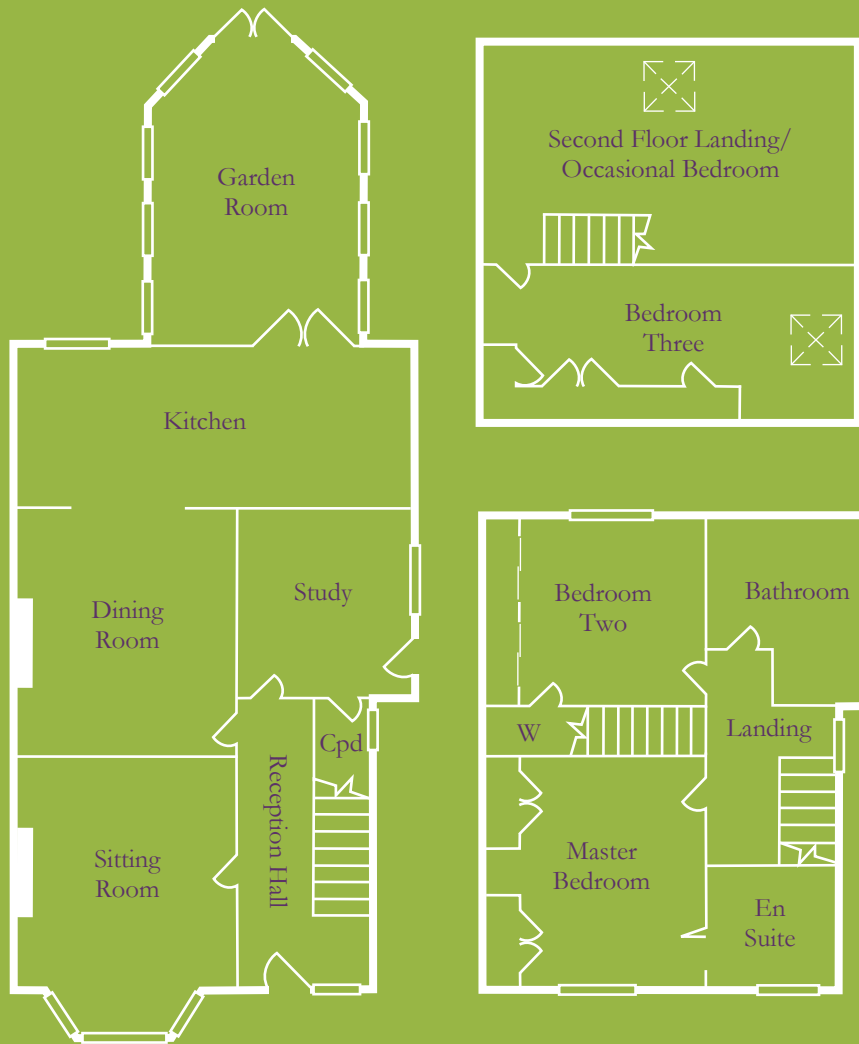 Garden
Room
Kitchen
Dining
Room
Study
Cpd
Reception Hall
Sitting
Room
Second Floor Landing/
Occasional Bedroom
Bedroom
Three
Bedroom
Two
Bathroom
W
Landing
Master
Bedroom
En
Suite